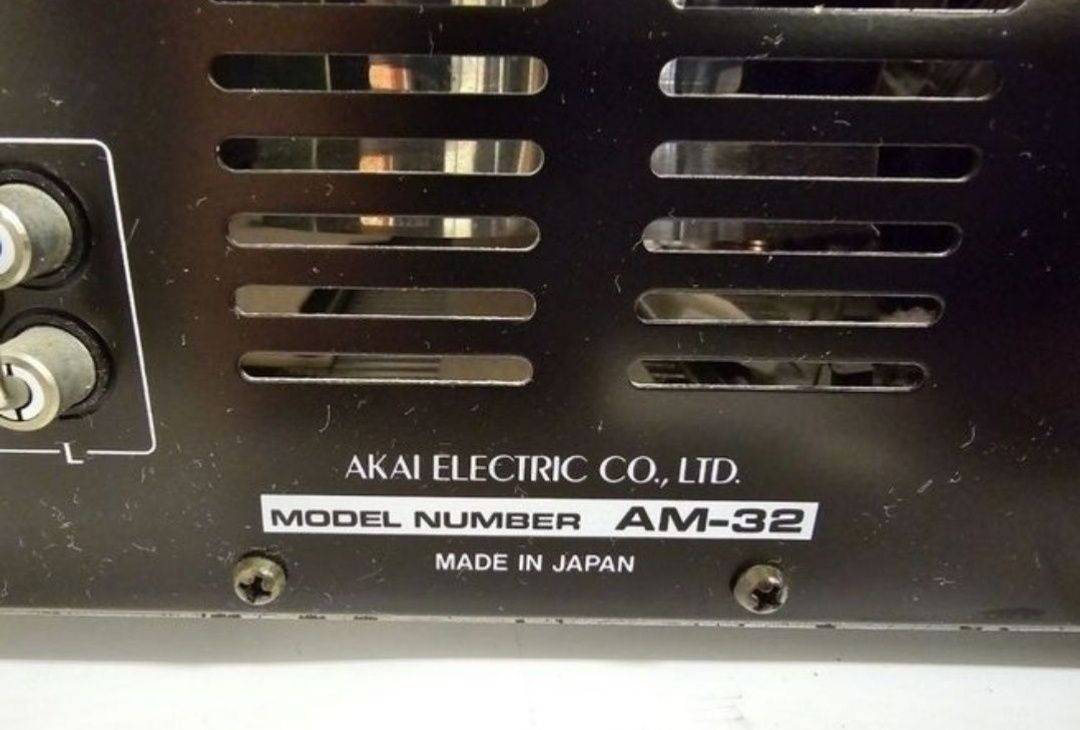 L
AKAI ELECTRIC CO., LTD.
MODEL NUMBER AM-32
MADE IN JAPAN